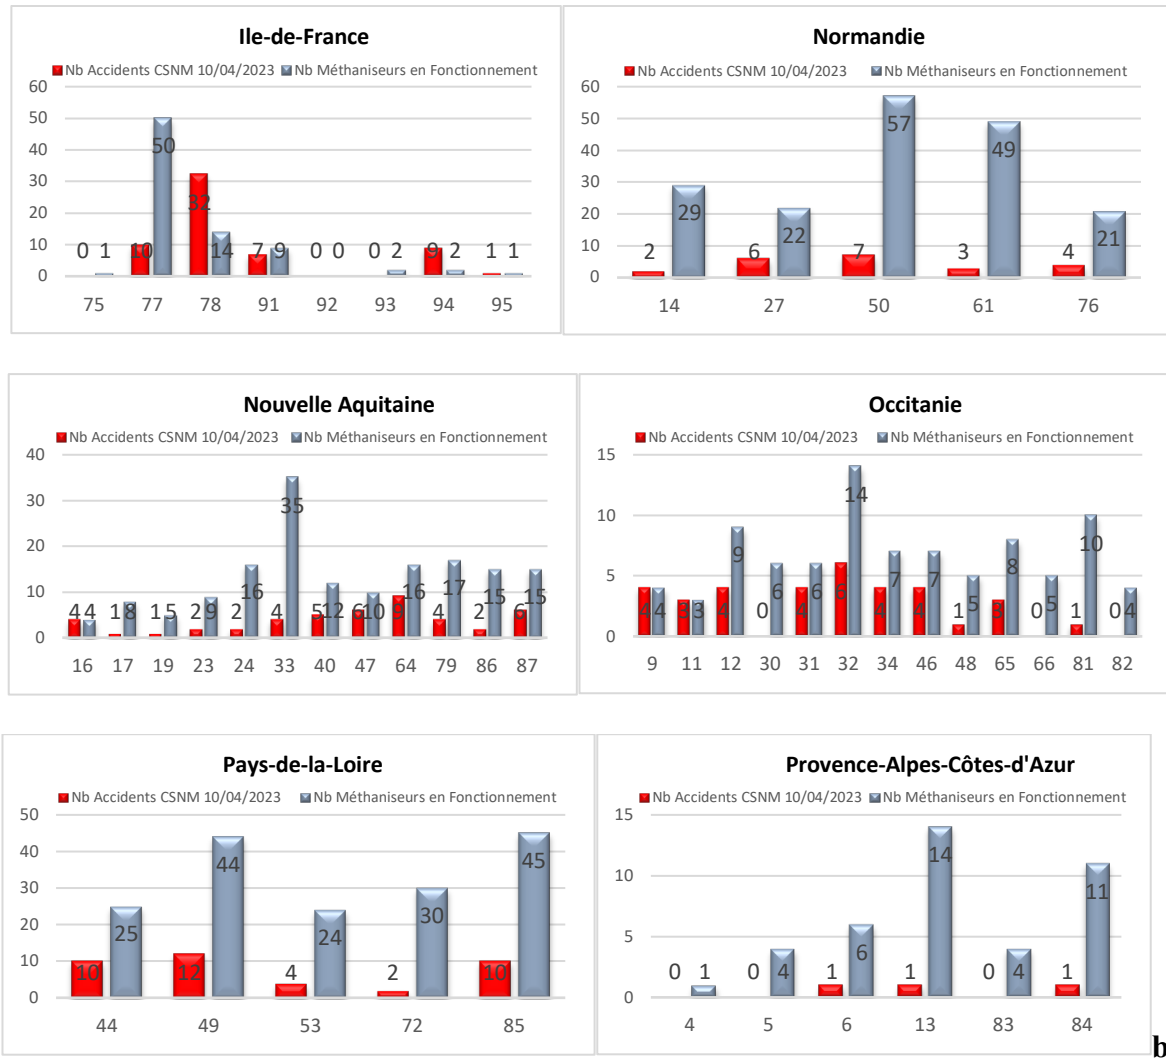 Ile-de-France
Nb Accidents CSNM 10/04/2023 Nb Méthaniseurs en Fonctionnement
60
50
40
30
20
10
0
0 1 10 50 32 14 7 9 0 0 0 2 9 2 1 1
75 77 78 91 92 93 94 95
Normandie
Nb Accidents CSNM 10/04/2023 Nb Méthaniseurs en Fonctionnement
60
50
40
30
20
10
0
2 29 6 22 7 57 3 49 4 21
14 27 50 61 76
Nouvelle Aquitaine
Nb Accidents CSNM 10/04/2023 Nb Méthaniseurs en Fonctionnement
40
30
20
10
0
4 4 1 8 1 5 2 9 2 16 4 35 5 12 6 10 9 16 4 17 2 15 6 15
16 17 19 23 24 33 40 47 64 79 86 87
Occitanie
Nb Accidents CSNM 10/04/2023 Nb Méthaniseurs en Fonctionnement
15
10
5
0
4 4 3 3 4 9 0 6 4 6 6 14 4 7 4 7 1 5 3 8 0 5 1 10 0 4
9 11 12 30 31 32 34 46 48 65 66 81 82
Pays-de-la-Loire
Nb Accidents CSNM 10/04/2023 Nb Méthaniseurs en Fonctionnement
50
40
30
20
10
0
10 25 12 44 4 24 2 30 10 45
44 49 53 72 85
Provence-Alpes-Côtes-d'Azur
Nb Accidents CSNM 10/04/2023 Nb Méthaniseurs en Fonctionnement
15
10
5
0
0 1 0 4 1 6 1 14 0 4 1 11
4 5 6 13 83 84
b